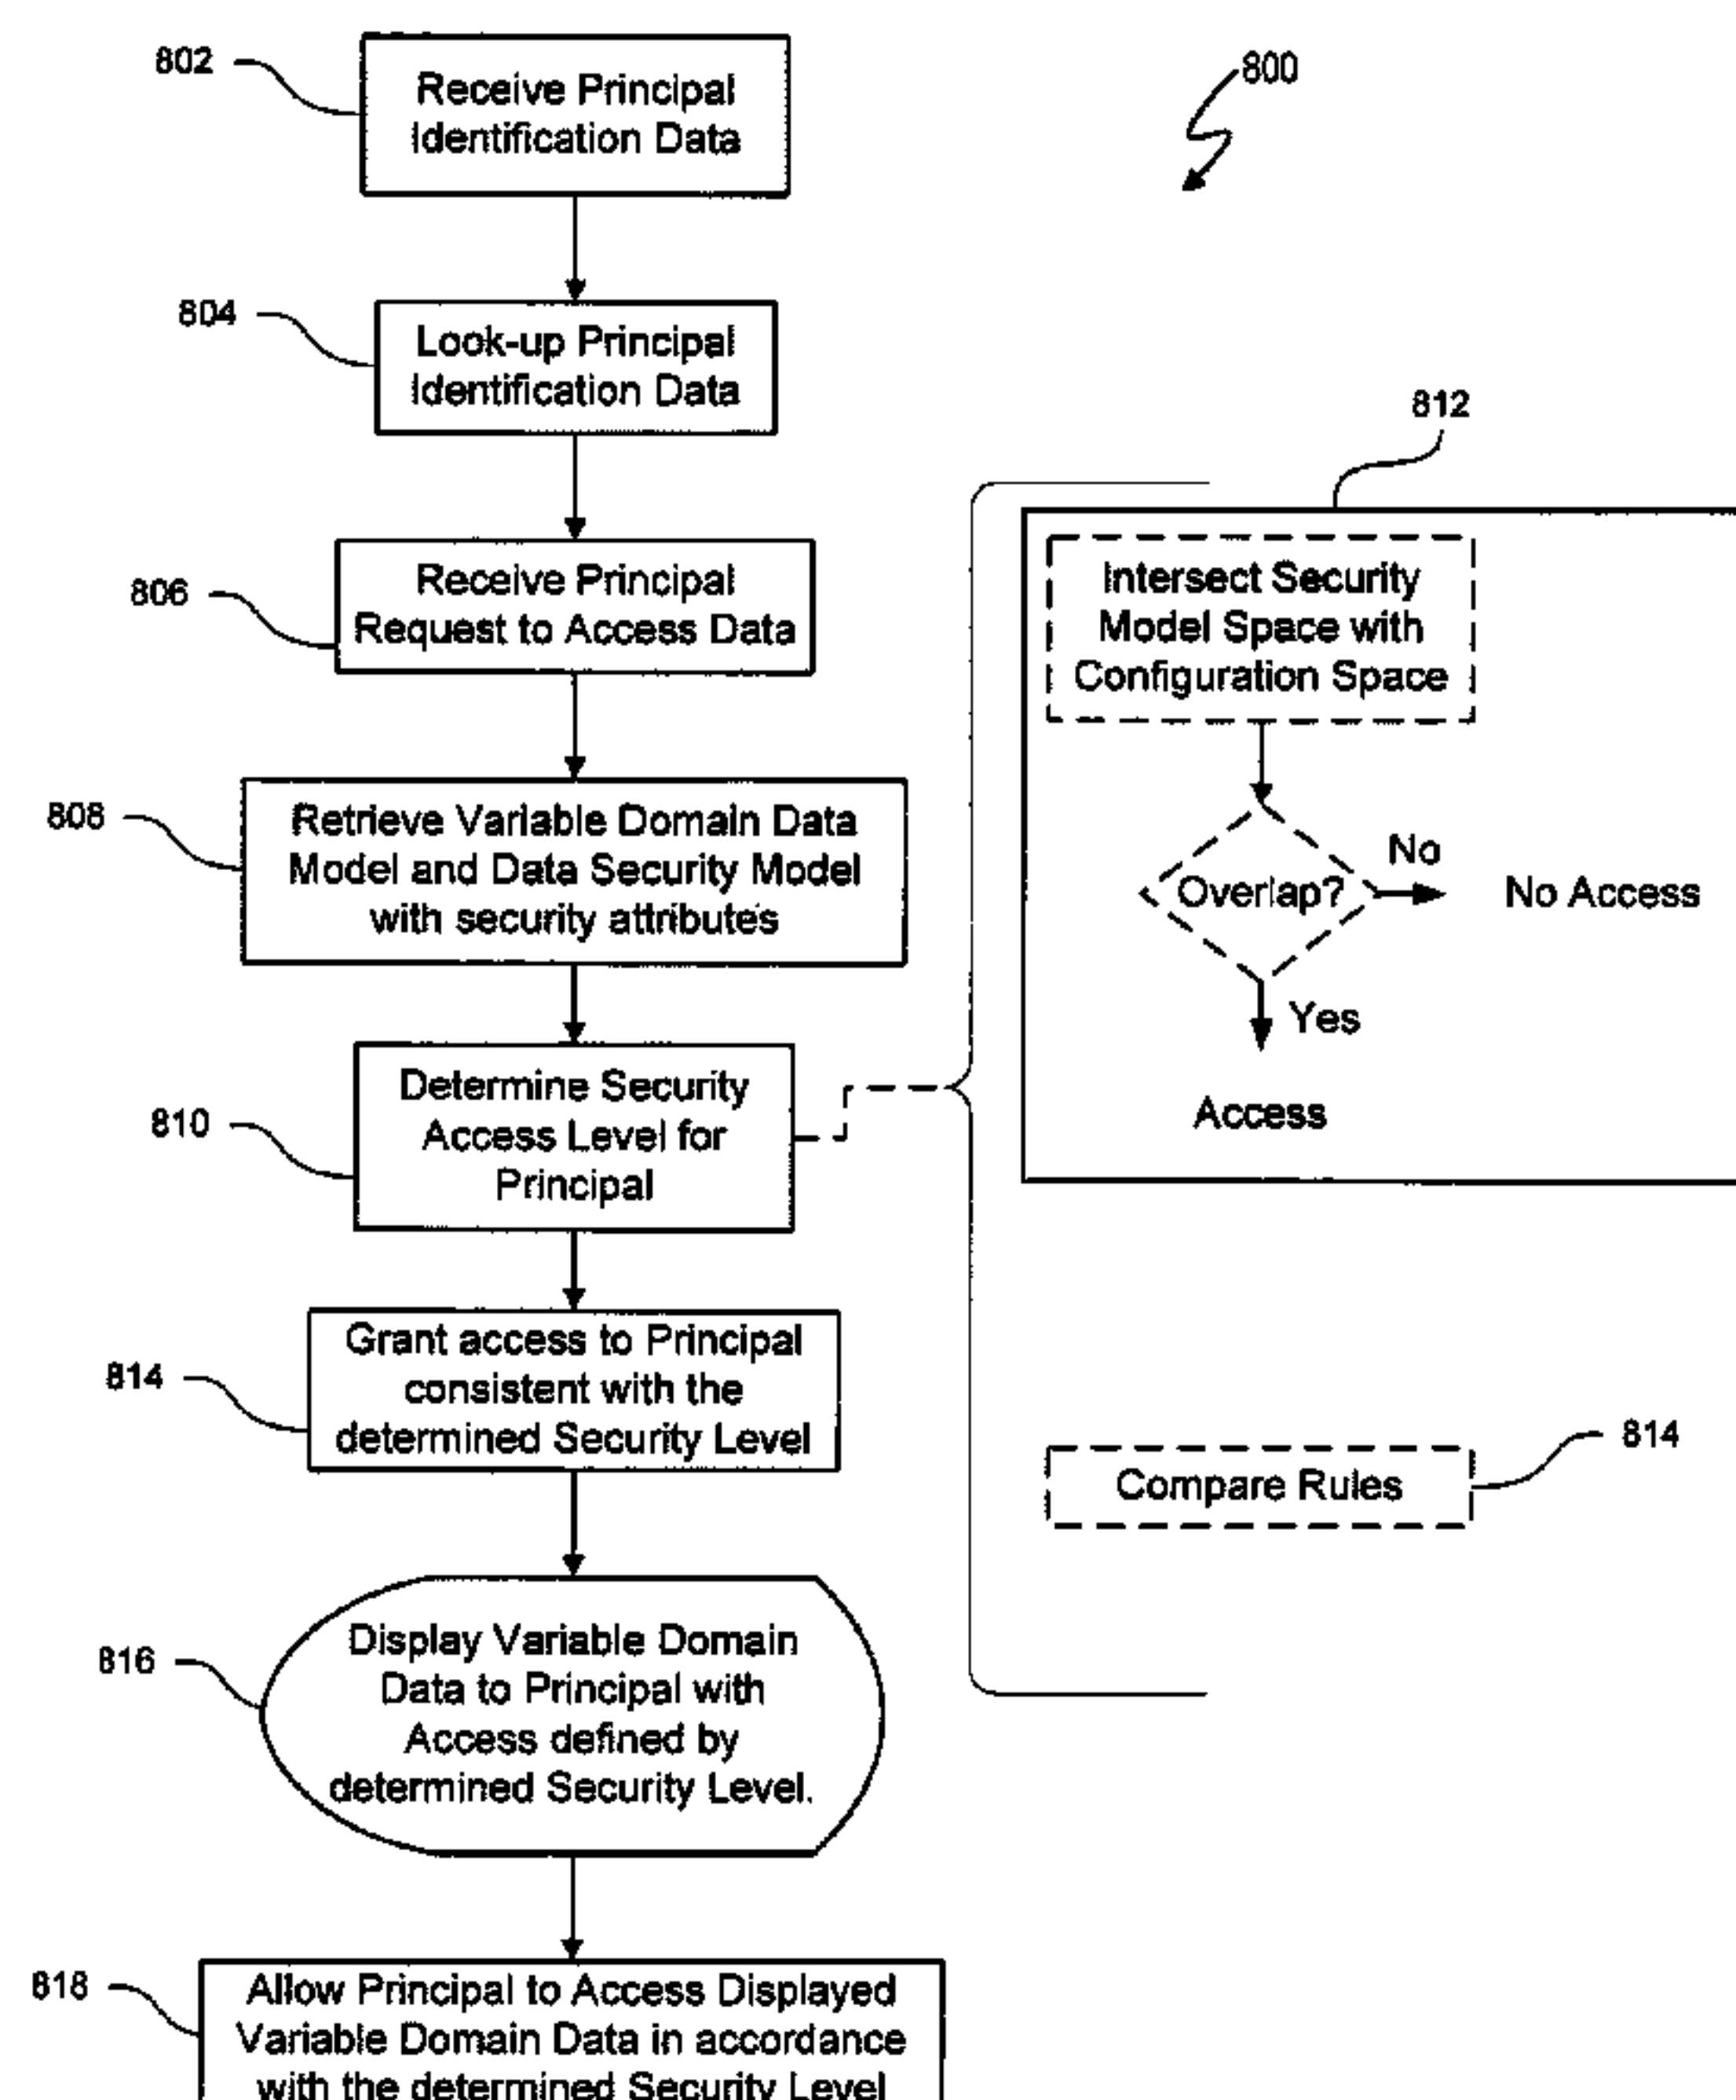 802
Receive Principal
Identification Data
800
804
Look-up Principal
Identification Data
806
Receive Principal
Request to Access Data
808
Retrieve Variable Domain Data
Model and Data Security Model
with security attributes
810
Determine Security
Access Level for
Principal
812
Intersect Security
Model Space with
Configuration Space
Overlap?
No
No Access
Yes
Access
814
Grant access to Principal
consistent with the
determined Security Level
Compare Rules
814
816
Display Variable Domain
Data to Principal with
Access defined by
determined Security Level.
818
Allow Principal to Access Displayed
Variable Domain Data in accordance
with the determined Security Level